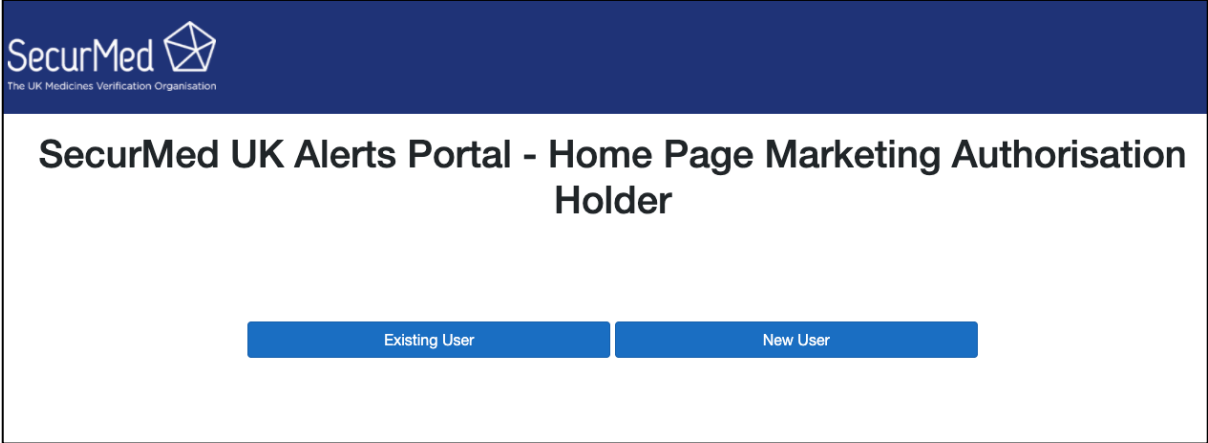 SecurMed
The UK Medicines Verification Organisation
SecurMed UK Alerts Portal - Home Page Marketing Authorisation
Holder
Existing User
New User